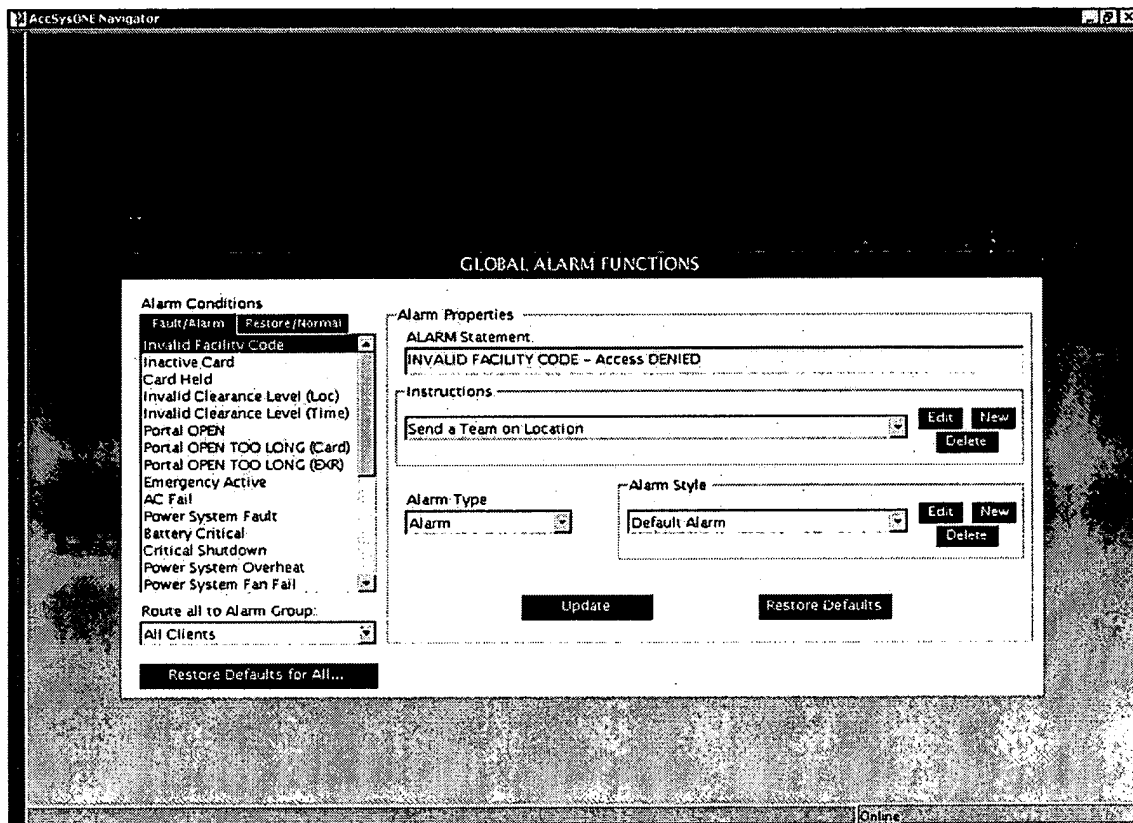 AccSysONE Navigator
GLOBAL ALARM FUNCTIONS
Alarm Conditions
Fault/Alarm
Restore/Normal
Invalid Facility Code
Inactive Card
Card Held
Invalid Clearance Level (Loc)
Invalid Clearance Level (Time)
Portal OPEN
Portal OPEN TOO LONG (Card)
Portal OPEN TOO LONG (EXR)
Emergency Active
AC Fail
Power System Fault
Battery Critical
Critical Shutdown
Power System Overheat
Power System Fan Fail
Route all to Alarm Group:
All Clients
Restore Defaults for All...
Alarm Properties
ALARM Statement
INVALID FACILITY CODE - Access DENIED
Instructions
Send a Team on Location
Edit New
Delete
Alarm Type
Alarm
Alarm Style
Default Alarm
Edit New
Delete
Update
Restore Defaults
Online